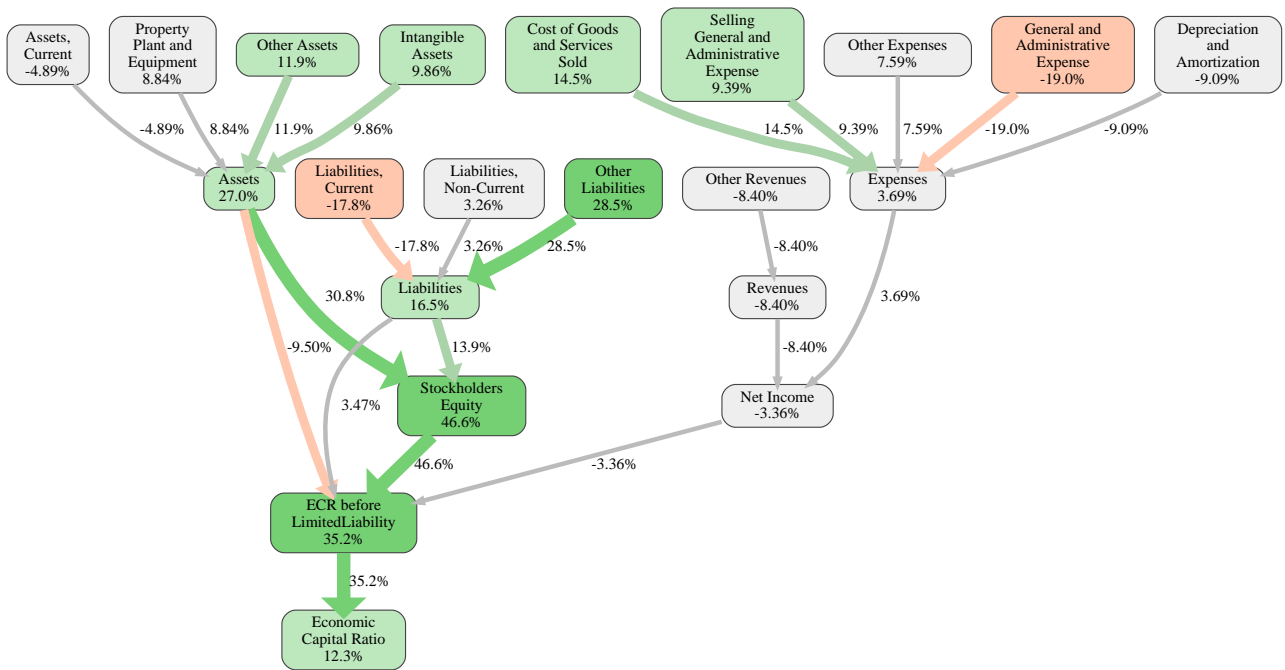 Assets,
Current
-4.89%
Property
Plant and
Equipment
8.84%
Other Assets
11.9%
Intangible
Assets
9.86%
Cost of Goods
and Services
Sold
14.5%
Selling
General and
Administrative
Expense
9.39%
Other Expenses
7.59%
General and
Administrative
Expense
-19.0%
Depreciation
and
Amortization
-9.09%
-4.89%
8.84%
11.9%
9.86%
14.5%
9.39%
7.59%
-19.0%
-9.09%
Assets
27.0%
Liabilities,
Current
-17.8%
Liabilities,
Non-Current
3.26%
Other
Liabilities
28.5%
Other Revenues
-8.40%
Expenses
3.69%
-17.8%
3.26%
28.5%
-8.40%
30.8%
Liabilities
16.5%
Revenues
-8.40%
3.69%
-9.50%
13.9%
-8.40%
3.47%
Stockholders
Equity
46.6%
Net Income
-3.36%
46.6%
-3.36%
ECR before
LimitedLiability
35.2%
35.2%
Economic
Capital Ratio
12.3%